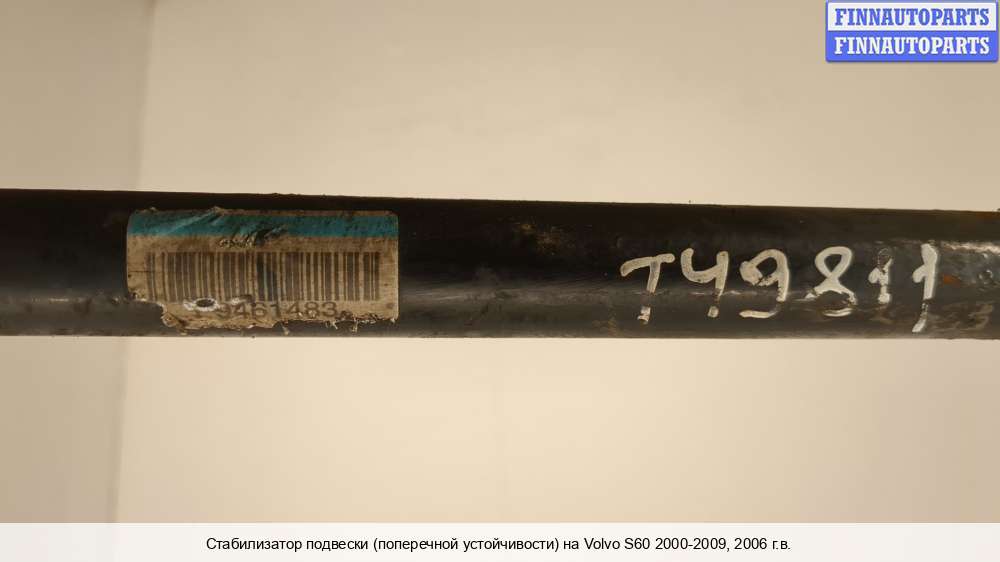 FINNAUTOPARTS
FINNAUTOPARTS
9461483
T49811
Стабилизатор подвески (поперечной устойчивости) на Volvo S60 2000-2009, 2006 г.в.